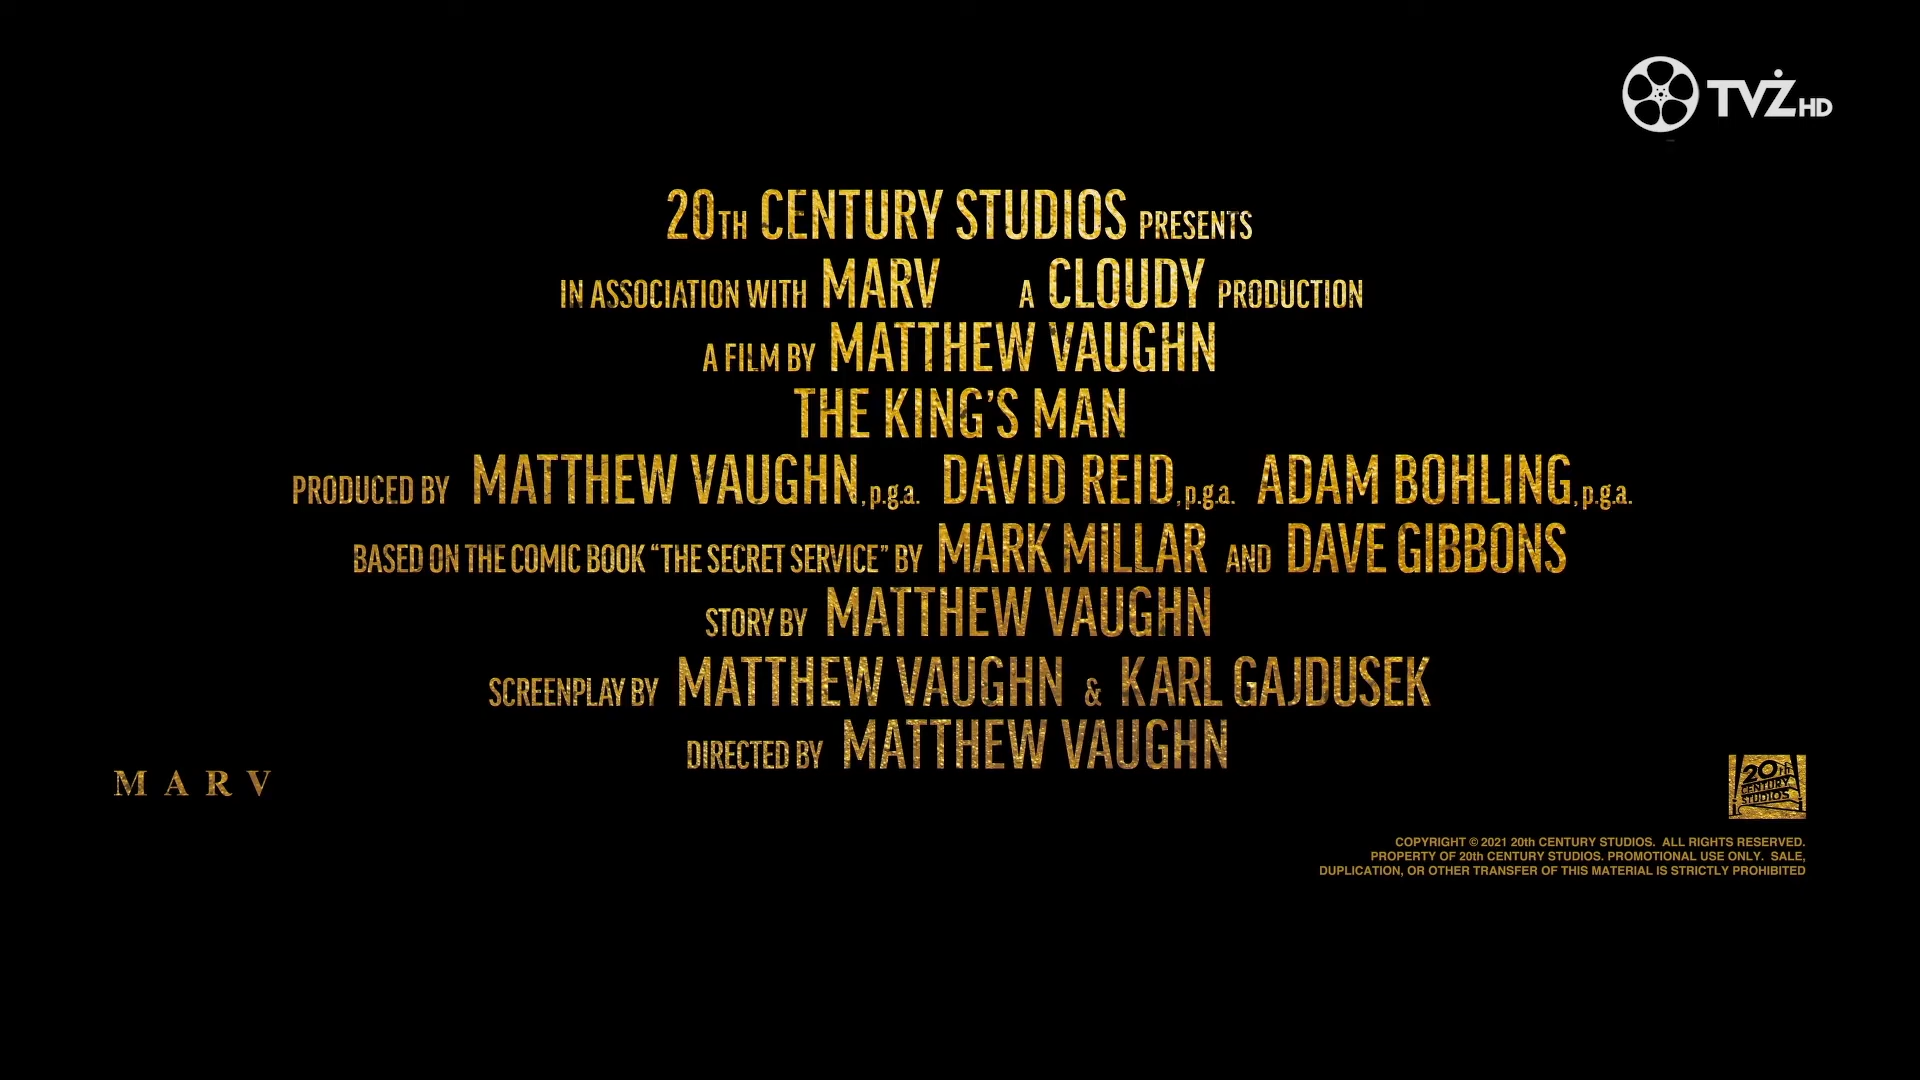 TVŻHD
20TH CENTURY STUDIOS PRESENTS
IN ASSOCIATION WITH MARV A CLOUDY PRODUCTION
A FILM BY MATTHEW VAUGHN
THE KING'S MAN
PRODUCED BY MATTHEW VAUGHN, p.g.a. DAVID REID, p.g.a. ADAM BOHLING, p.g.a.
BASED ON THE COMIC BOOK “THE SECRET SERVICE” BY MARK MILLAR AND DAVE GIBBONS
STORY BY MATTHEW VAUGHN
SCREENPLAY BY MATTHEW VAUGHN & KARL GAJDUSEK
DIRECTED BY MATTHEW VAUGHN
MARV
20th
CENTURY
STUDIOS
COPYRIGHT © 2021 20th CENTURY STUDIOS. ALL RIGHTS RESERVED.
PROPERTY OF 20th CENTURY STUDIOS. PROMOTIONAL USE ONLY. SALE,
DUPLICATION, OR OTHER TRANSFER OF THIS MATERIAL IS STRICTLY PROHIBITED